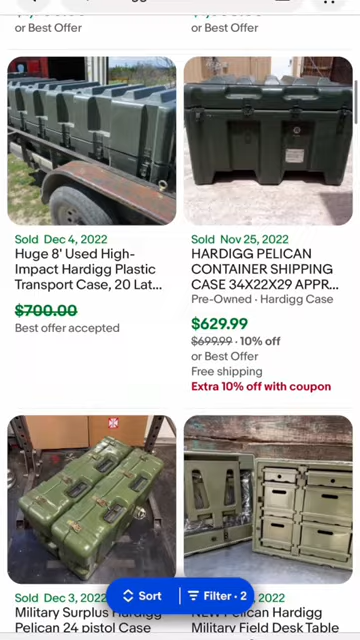 or Best Offer
or Best Offer
Sold Dec 4, 2022
Huge 8' Used High-
Impact Hardigg Plastic
Transport Case, 20 Lat...
$700.00
Best offer accepted
Sold Nov 25, 2022
HARDIGG PELICAN
CONTAINER SHIPPING
CASE 34X22X29 APPR...
Pre-Owned · Hardigg Case
$629.99
$699.99 · 10% off
or Best Offer
Free shipping
Extra 10% off with coupon
Sold Dec 3, 2022
Military Surplus Hardigg
Pelican 24 pistol Case
2022
NEW Pelican Hardigg
Military Field Desk Table
Sort
Filter · 2